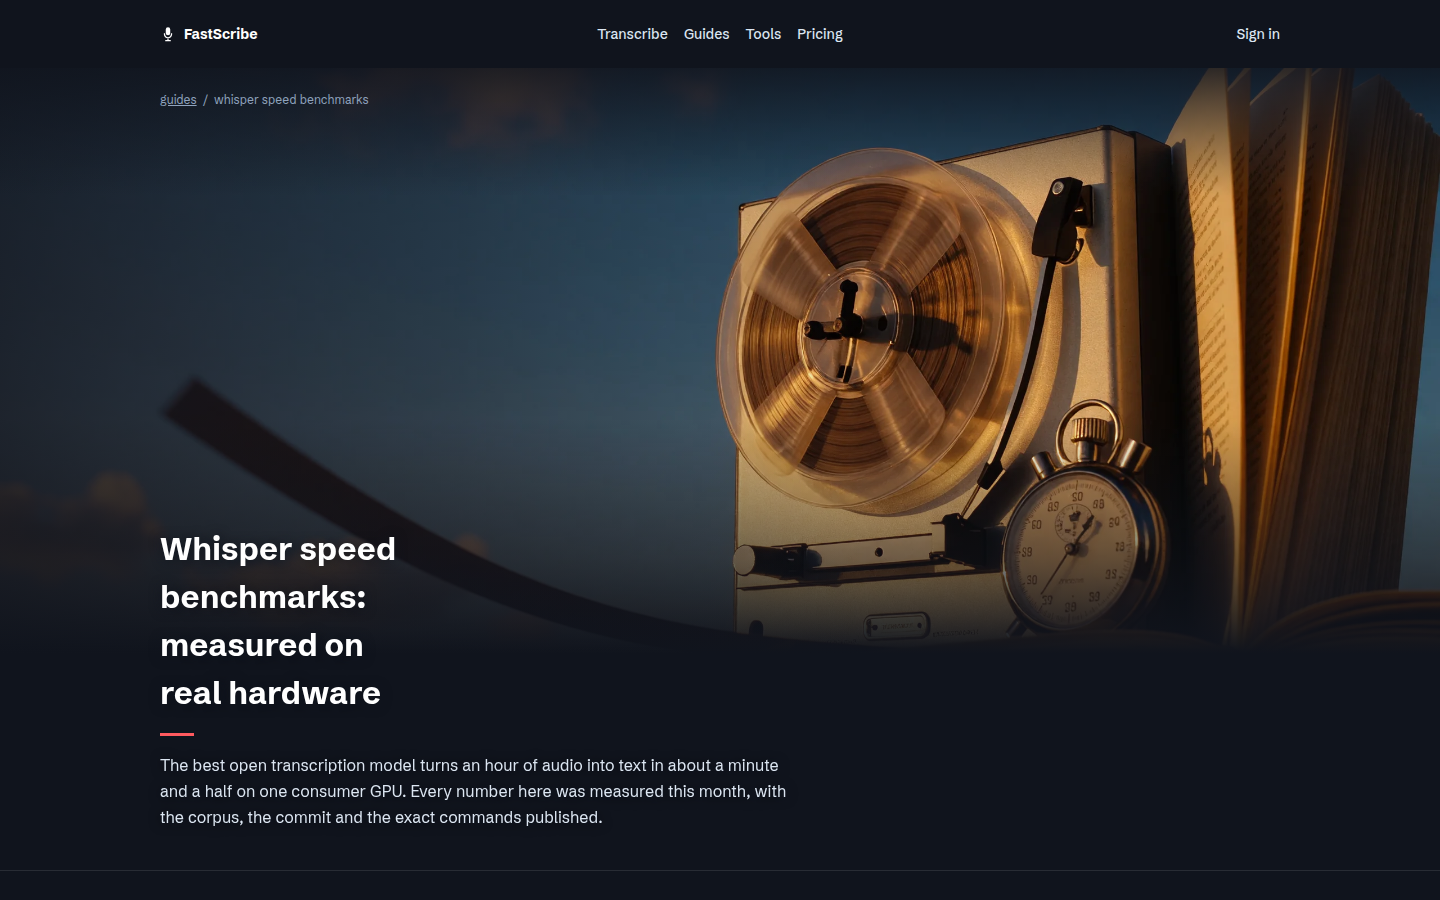 FastScribe
Transcribe Guides Tools Pricing
Sign in
guides / whisper speed benchmarks
Whisper speed
benchmarks:
measured on
real hardware
The best open transcription model turns an hour of audio into text in about a minute
and a half on one consumer GPU. Every number here was measured this month, with
the corpus, the commit and the exact commands published.